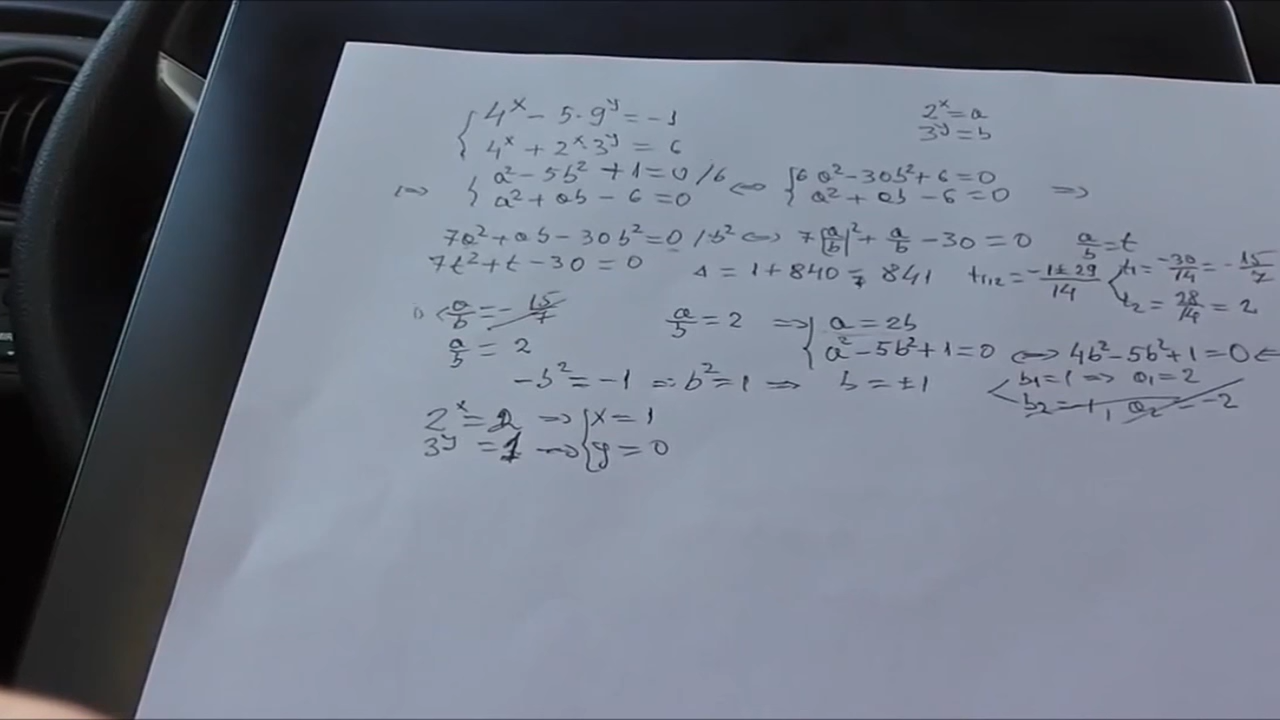 4^x - 5·9^y = -1    2^x = a
4^x + 2^x 3^y = 6    3^y = b
⟺ { a² - 5b² + 1 = 0 /6 ⟺ { 6a² - 30b² + 6 = 0 ⟹
a² + ab - 6 = 0    a² + ab - 6 = 0
7a² + ab - 30b² = 0 /b² ⟺ 7(a/b)² + a/b - 30 = 0    a/b = t
7t² + t - 30 = 0    Δ = 1 + 840 = 841    t₁,₂ = (-1 ± 29)/14    t₁ = -30/14 = -15/7
t₂ = 28/14 = 2
a/b = -15/7    a/b = 2 ⟹ { a = 2b
a/b = 2    a² - 5b² + 1 = 0 ⟺ 4b² - 5b² + 1 = 0 ⟸
-b² = -1 ⟹ b² = 1 ⟹ b = ±1    b₁ = 1 ⟹ a₁ = 2
b₂ = -1, a₂ = -2
2^x = 2 ⟹ { x = 1
3^y = 1 ⟹ { y = 0